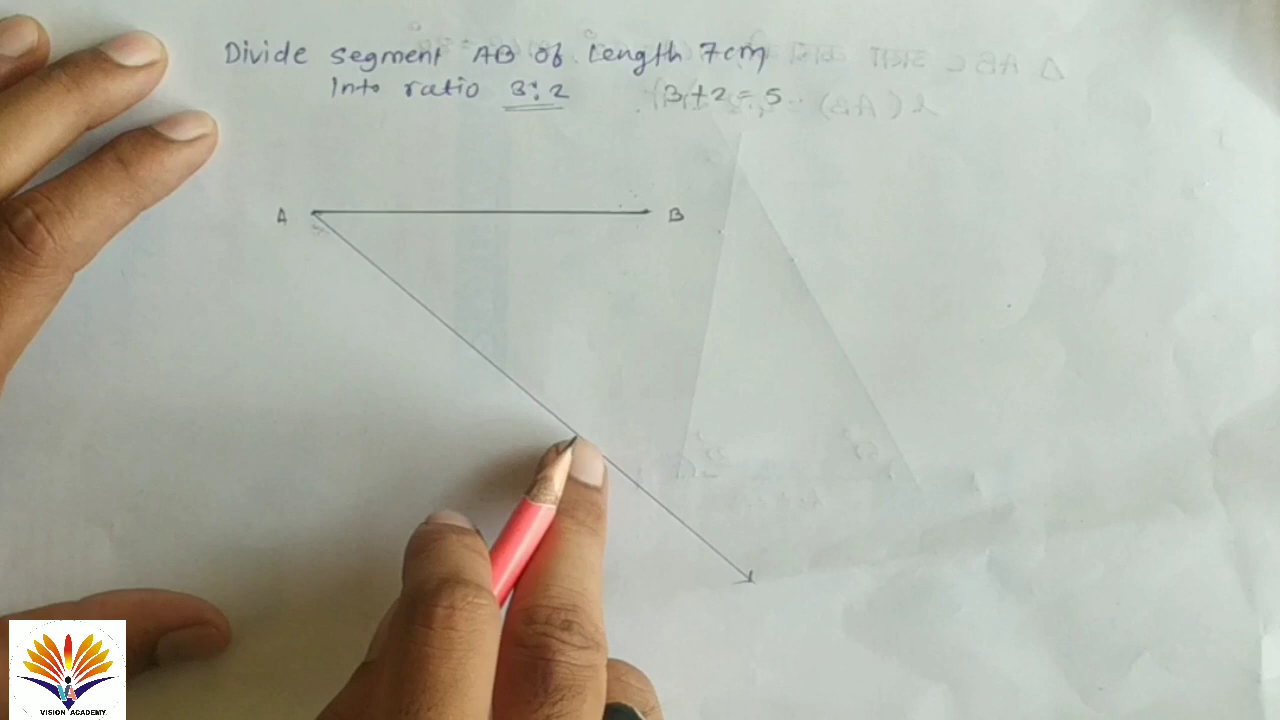 Divide segment AB of length 7cm
Into ratio 3:2 3+2=5
A B
VISION ACADEMY